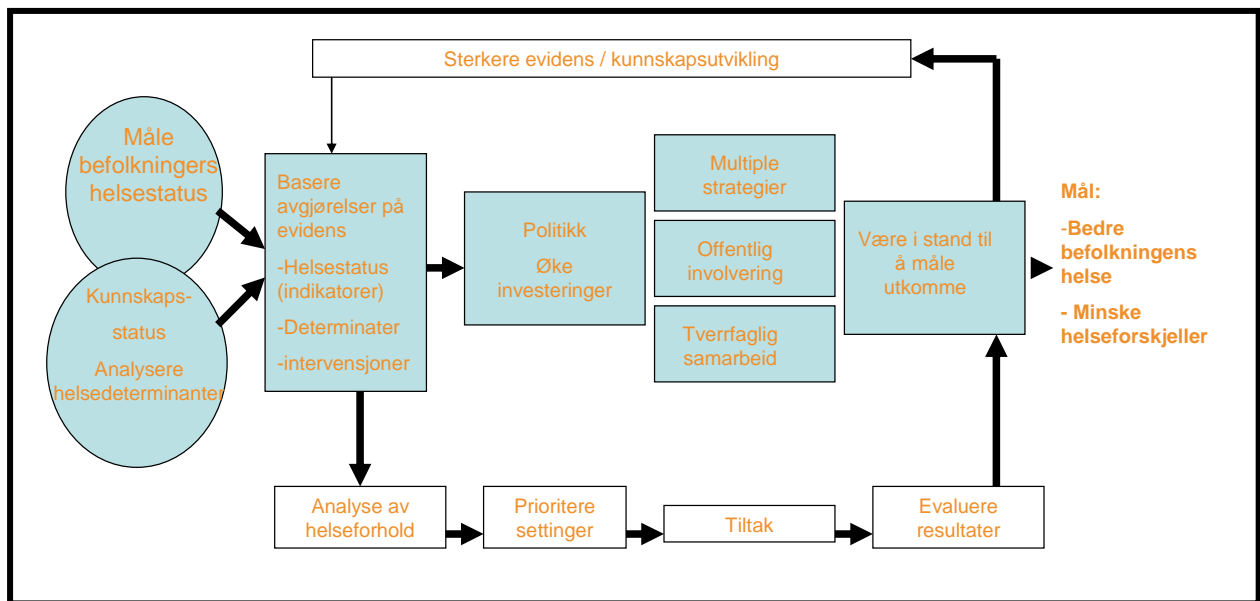 Sterkere evidens / kunnskapsutvikling
Måle
befolkningers
helsestatus
Kunnskaps-
status
Analysere
helsedeterminanter
Basere
avgjørelser på
evidens
-Helsestatus
(indikatorer)
-Determinater
-intervensjoner
Politikk
Øke
investeringer
Multiple
strategier
Offentlig
involvering
Tverrfaglig
samarbeid
Være i stand til
å måle
utkomme
Mål:
-Bedre
befolkningens
helse
- Minske
helseforskjeller
Analyse av
helseforhold
Prioritere
settinger
Tiltak
Evaluere
resultater